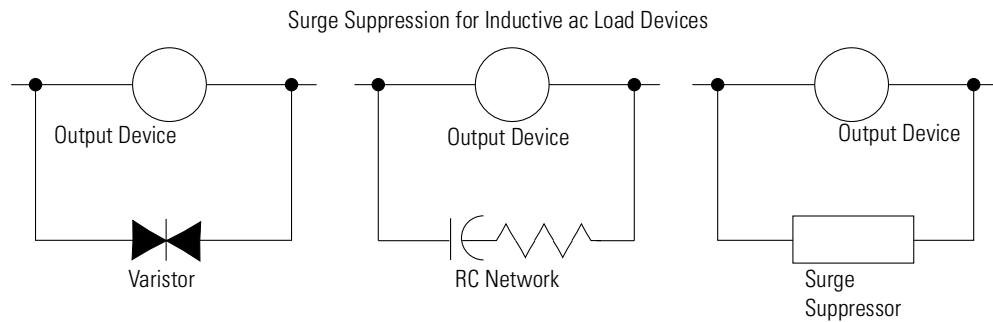 Surge Suppression for Inductive ac Load Devices
Output Device
Output Device
Output Device
Varistor
RC Network
Surge
Suppressor